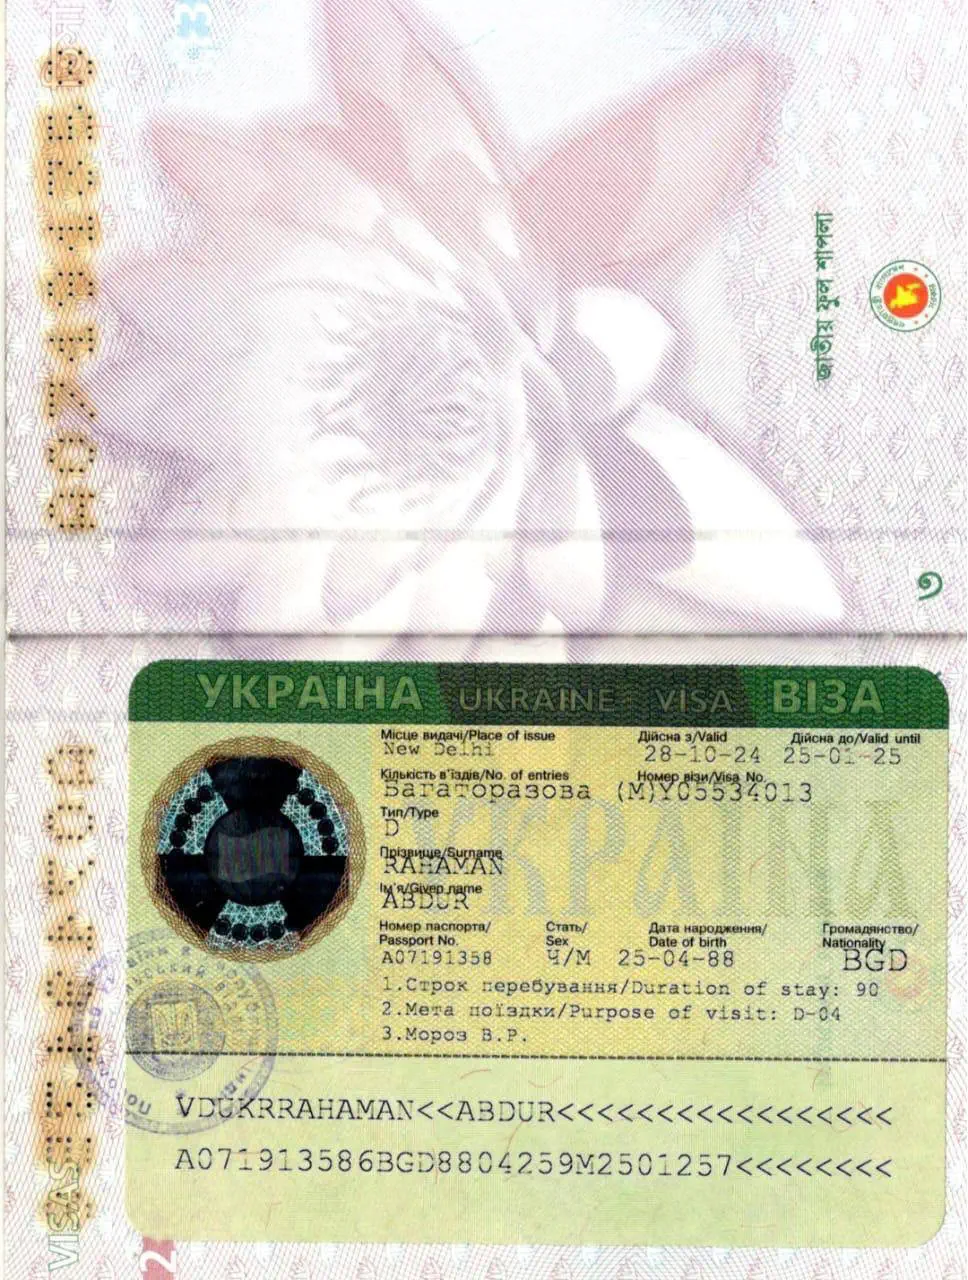 জাতীয় ফুল শাপলা
УКРАЇНА UKRAINE VISA ВІЗА
Місце видачі/Place of issue Дійсна з/Valid Дійсна до/Valid until
New Delhi 28-10-24 25-01-25
Кількість в'їздів/No. of entries Номер візи/Visa No.
Багаторазова (M)Y05534013
Тип/Type
D
Прізвище/Surname
RAHAMAN
Ім'я/Given name
ABDUR
Номер паспорта/ Стать/ Дата народження/ Громадянство/
Passport No. Sex Date of birth Nationality
A07191358 Ч/М 25-04-88 BGD
1.Строк перебування/Duration of stay: 90
2.Мета поїздки/Purpose of visit: D-04
3.Мороз В.Р.
VDUKRRAHAMAN<<ABDUR<<<<<<<<<<<<<<<<<
A071913586BGD8804259M2501257<<<<<<<<
VISAS
2